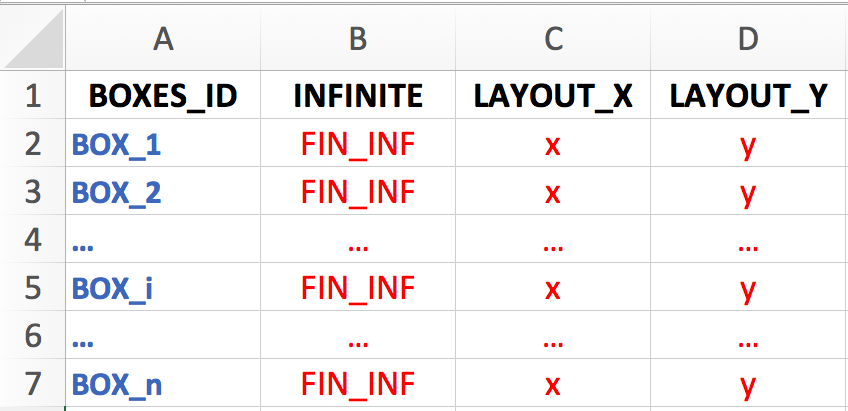 A B C D
1 BOXES_ID INFINITE LAYOUT_X LAYOUT_Y
2 BOX_1 FIN_INF x y
3 BOX_2 FIN_INF x y
4 ... ... ... ...
5 BOX_i FIN_INF x y
6 ... ... ... ...
7 BOX_n FIN_INF x y